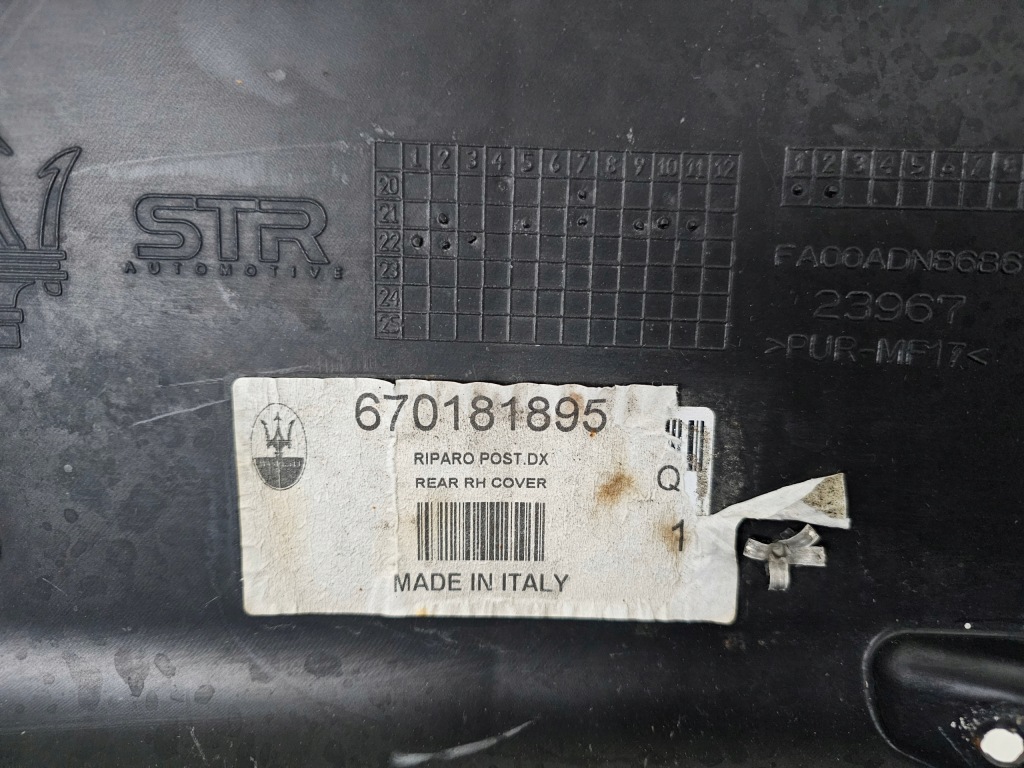 STR
AUTOMOTIVE
1 2 3 4 5 6 7 8 9 10 11 12
20
21
22
23
24
25
1 2 3 4 5 6 7 8
FA00ADN8686
23967
>PUR-MF17<
670181895
RIPARO POST.DX
REAR RH COVER
Q
1
MADE IN ITALY